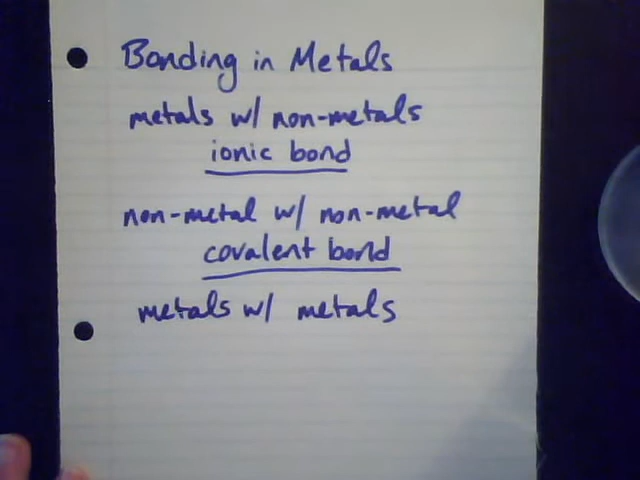 Bonding in Metals
metals w/ non-metals
ionic bond
non-metal w/ non-metal
covalent bond
metals w/ metals